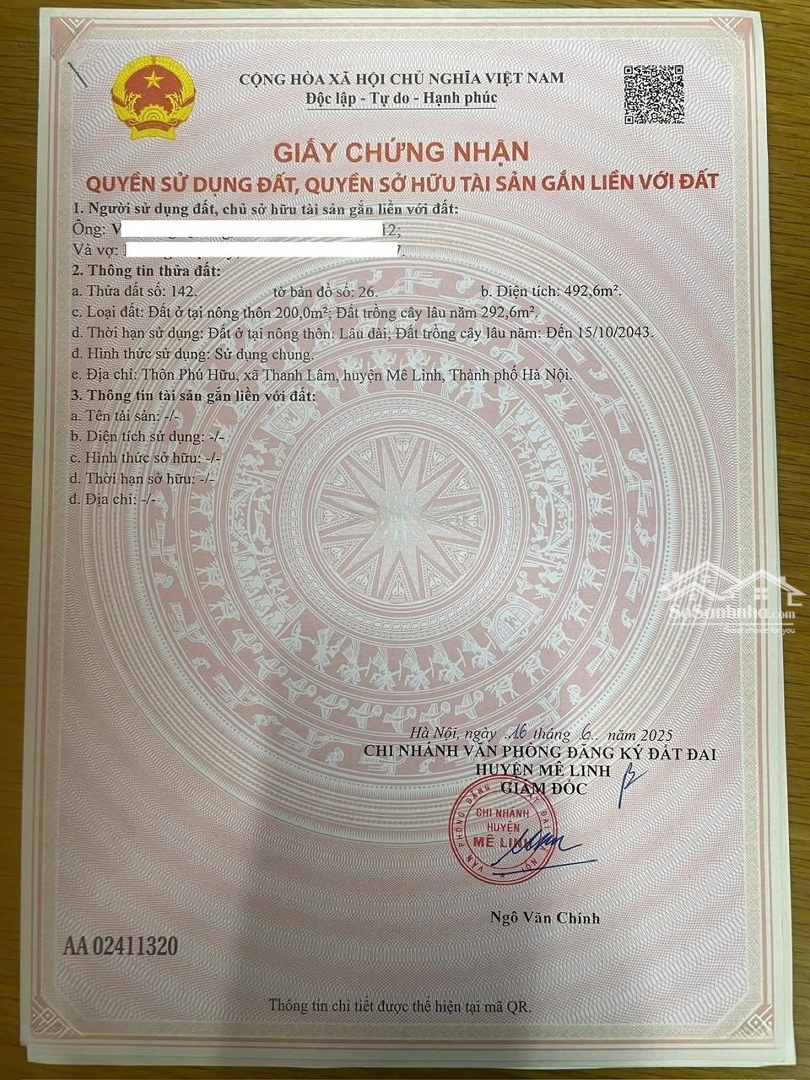 CỘNG HÒA XÃ HỘI CHỦ NGHĨA VIỆT NAM
Độc lập - Tự do - Hạnh phúc
GIẤY CHỨNG NHẬN
QUYỀN SỬ DỤNG ĐẤT, QUYỀN SỞ HỮU TÀI SẢN GẮN LIỀN VỚI ĐẤT
1. Người sử dụng đất, chủ sở hữu tài sản gắn liền với đất:
Ông: 12;
Và vợ:
2. Thông tin thửa đất:
a. Thửa đất số: 142. tờ bản đồ số: 26. b. Diện tích: 492,6m².
c. Loại đất: Đất ở tại nông thôn 200,0m²; Đất trồng cây lâu năm 292,6m²,
d. Thời hạn sử dụng: Đất ở tại nông thôn: Lâu dài; Đất trồng cây lâu năm: Đến 15/10/2043.
đ. Hình thức sử dụng: Sử dụng chung.
e. Địa chỉ: Thôn Phú Hữu, xã Thanh Lâm, huyện Mê Linh, Thành phố Hà Nội.
3. Thông tin tài sản gắn liền với đất:
a. Tên tài sản: -/-
b. Diện tích sử dụng: -/-
c. Hình thức sở hữu: -/-
d. Thời hạn sở hữu: -/-
đ. Địa chỉ: -/-
SoSanhnha.com
Best choice for you
Hà Nội, ngày 16 tháng 6 năm 2025
CHI NHÁNH VĂN PHÒNG ĐĂNG KÝ ĐẤT ĐAI
HUYỆN MÊ LINH
GIÁM ĐỐC
CHI NHÁNH
HUYỆN
MÊ LINH
Ngô Văn Chính
AA 02411320
Thông tin chi tiết được thể hiện tại mã QR.